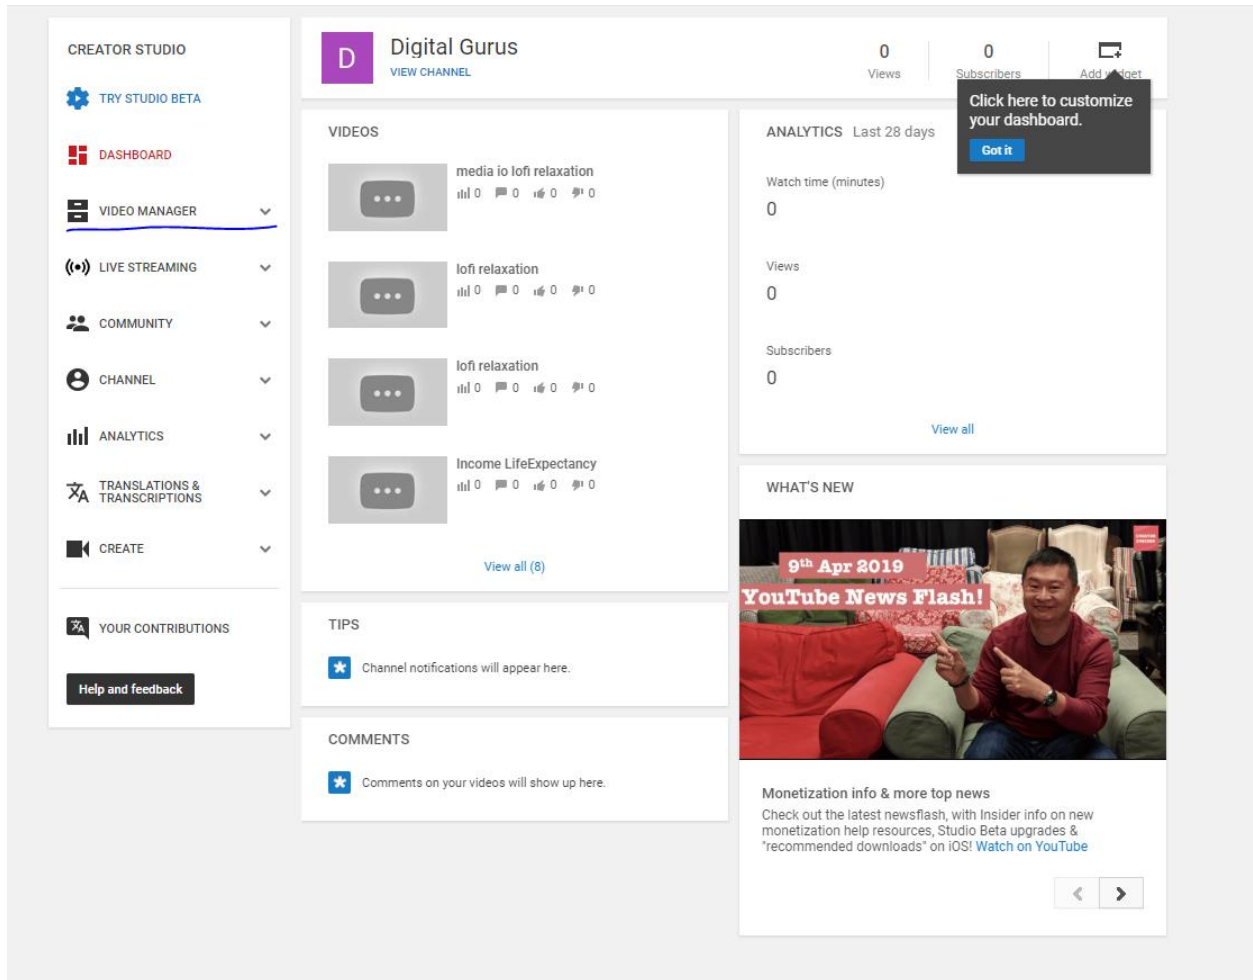 CREATOR STUDIO
TRY STUDIO BETA
DASHBOARD
VIDEO MANAGER
LIVE STREAMING
COMMUNITY
CHANNEL
ANALYTICS
TRANSLATIONS &
TRANSCRIPTIONS
CREATE
YOUR CONTRIBUTIONS
Help and feedback
D
Digital Gurus
VIEW CHANNEL
0
Views
0
Subscribers
Add widget
Click here to customize
your dashboard.
Got it
VIDEOS
media io lofi relaxation
0 0 0 0
lofi relaxation
0 0 0 0
lofi relaxation
0 0 0 0
Income LifeExpectancy
0 0 0 0
View all (8)
TIPS
Channel notifications will appear here.
COMMENTS
Comments on your videos will show up here.
ANALYTICS Last 28 days
Watch time (minutes)
0
Views
0
Subscribers
0
View all
WHAT'S NEW
9th Apr 2019
YouTube News Flash!
Monetization info & more top news
Check out the latest newsflash, with Insider info on new
monetization help resources, Studio Beta upgrades &
"recommended downloads" on iOS! Watch on YouTube